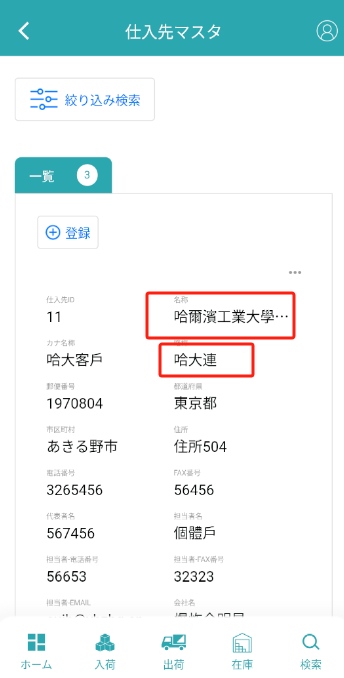 仕入先マスタ
絞り込み検索
一覧 3
登録
仕入先ID 名称
11 哈爾濱工業大學…
カナ名称
哈大客戶 哈大連
郵便番号 都道府県
1970804 東京都
市区町村 住所
あきる野市 住所504
電話番号 FAX番号
3265456 56456
代表者名 担当者名
567456 個體戶
担当者-電話番号 担当者-FAX番号
56653 32323
担当者-EMAIL 会社名
ホーム 入荷 出荷 在庫 検索